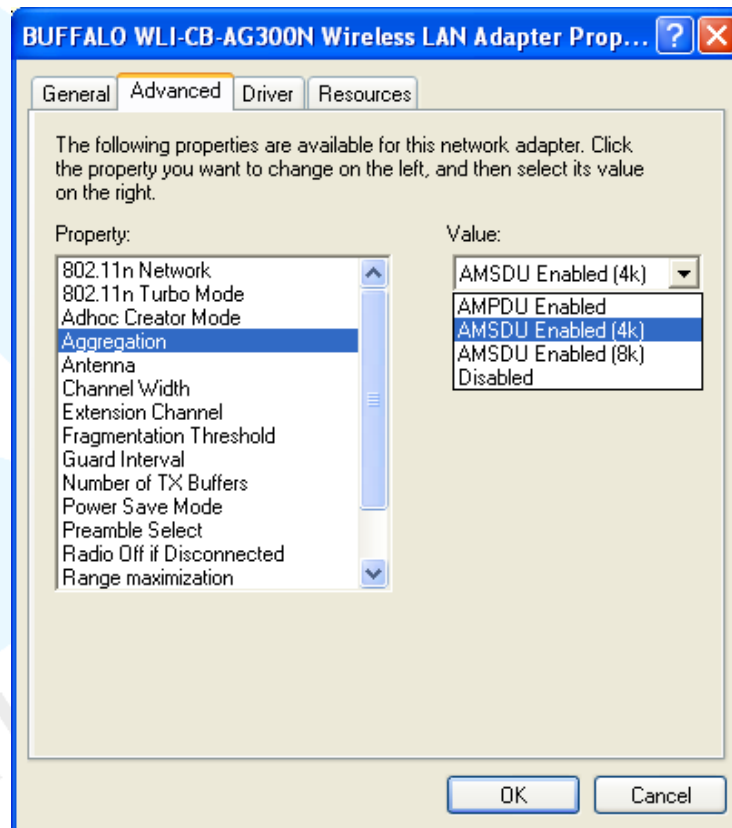 BUFFALO WLI-CB-AG300N Wireless LAN Adapter Prop...
General Advanced Driver Resources
The following properties are available for this network adapter. Click
the property you want to change on the left, and then select its value
on the right.
Property:
802.11n Network
802.11n Turbo Mode
Adhoc Creator Mode
Aggregation
Antenna
Channel Width
Extension Channel
Fragmentation Threshold
Guard Interval
Number of TX Buffers
Power Save Mode
Preamble Select
Radio Off if Disconnected
Range maximization
Value:
AMSDU Enabled (4k)
AMPDU Enabled
AMSDU Enabled (4k)
AMSDU Enabled (8k)
Disabled
OK Cancel